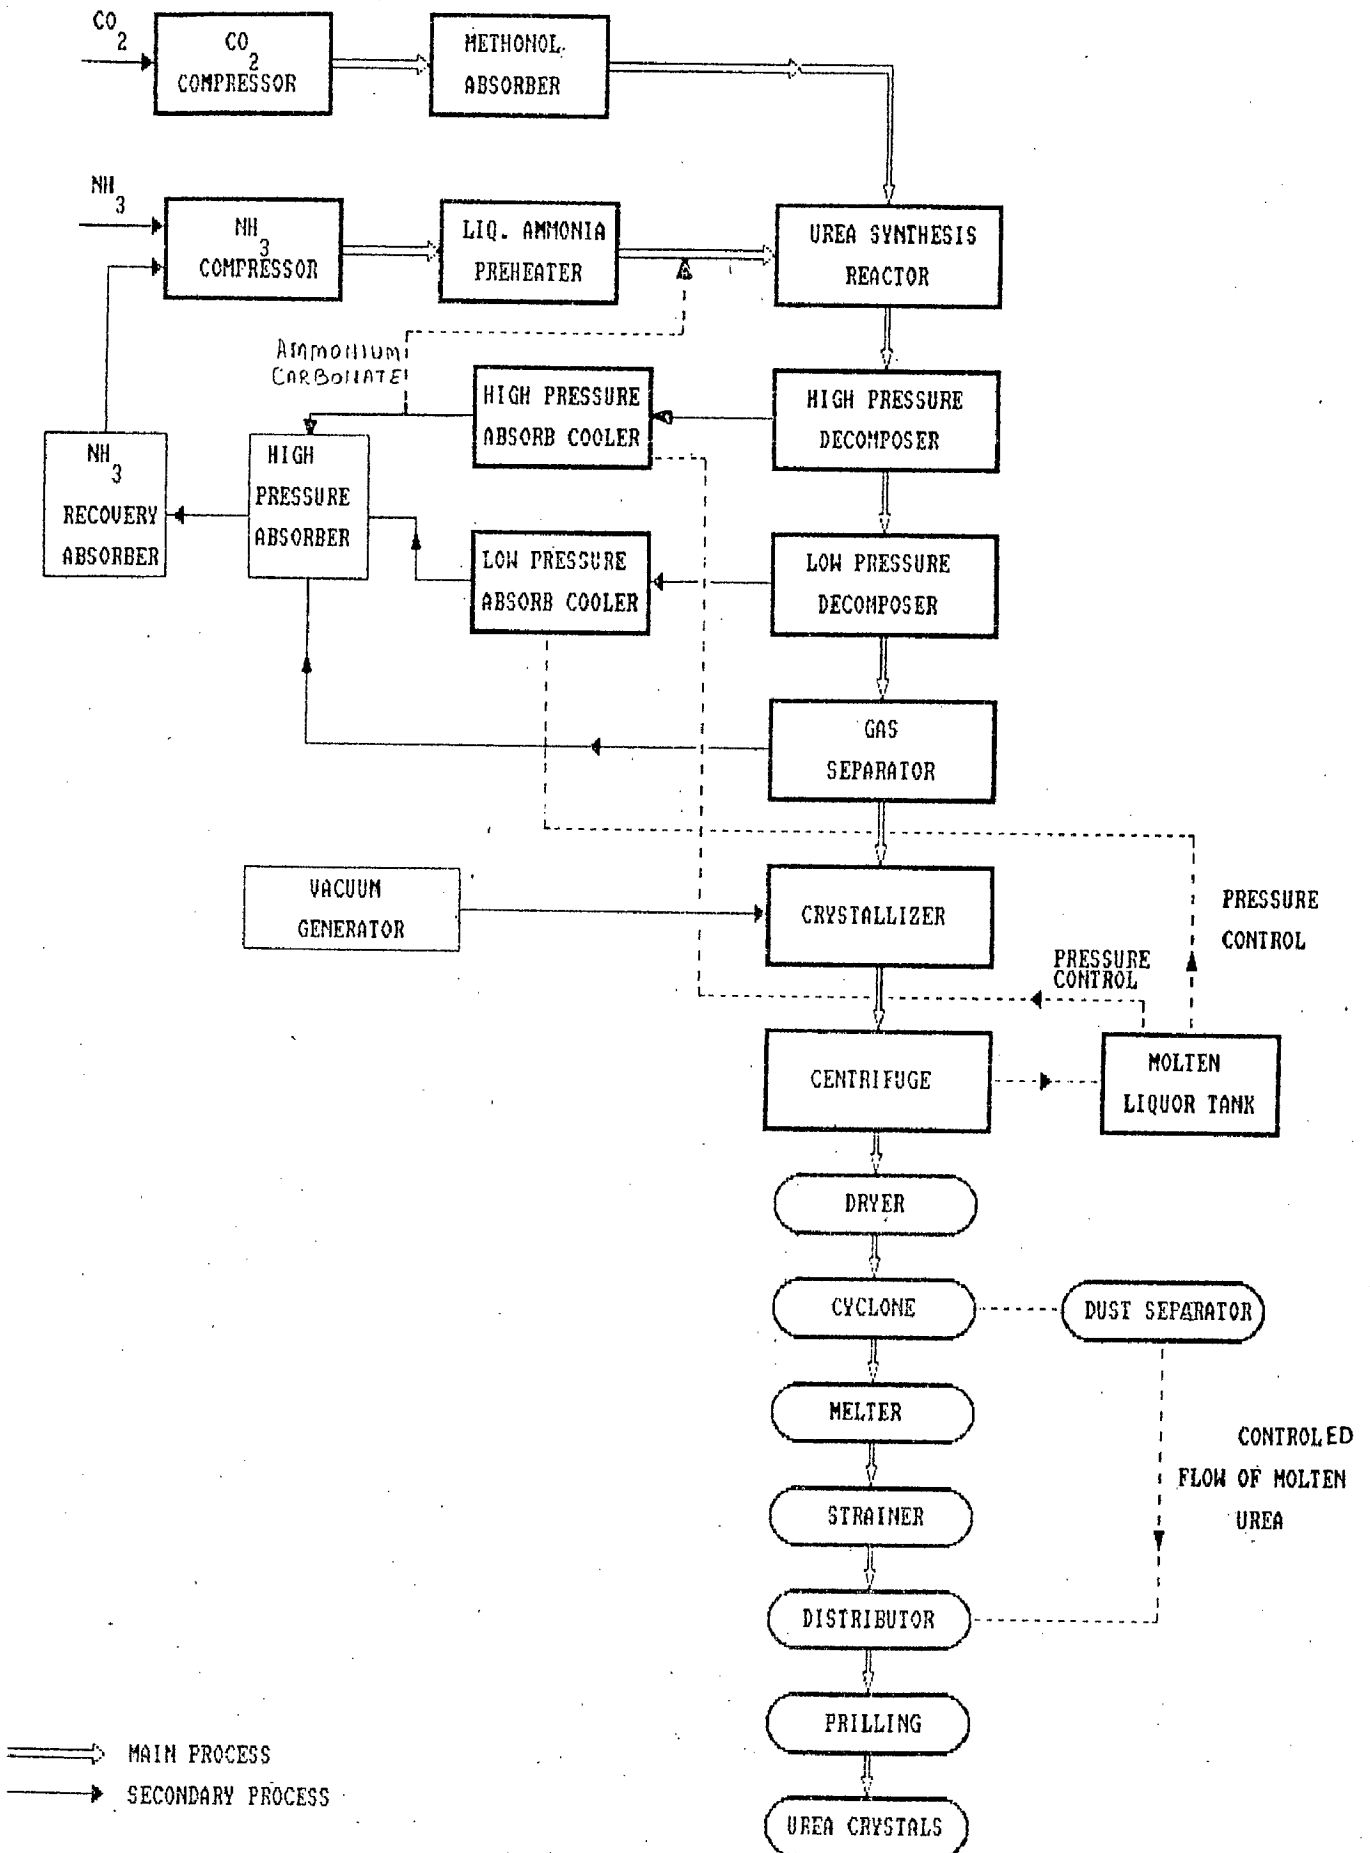 CO
2
CO
2
COMPRESSOR
METHONOL
ABSORBER
NH
3
NH
3
COMPRESSOR
LIQ. AMMONIA
PREHEATER
UREA SYNTHESIS
REACTOR
AMMONIUM
CARBONATE
HIGH PRESSURE
ABSORB COOLER
HIGH PRESSURE
DECOMPOSER
NH
3
RECOVERY
ABSORBER
HIGH
PRESSURE
ABSORBER
LOW PRESSURE
ABSORB COOLER
LOW PRESSURE
DECOMPOSER
GAS
SEPARATOR
VACUUM
GENERATOR
CRYSTALLIZER
PRESSURE
CONTROL
PRESSURE
CONTROL
CENTRIFUGE
MOLTEN
LIQUOR TANK
DRYER
CYCLONE
DUST SEPARATOR
MELTER
CONTROLED
FLOW OF MOLTEN
UREA
STRAINER
DISTRIBUTOR
PRILLING
MAIN PROCESS
SECONDARY PROCESS
UREA CRYSTALS